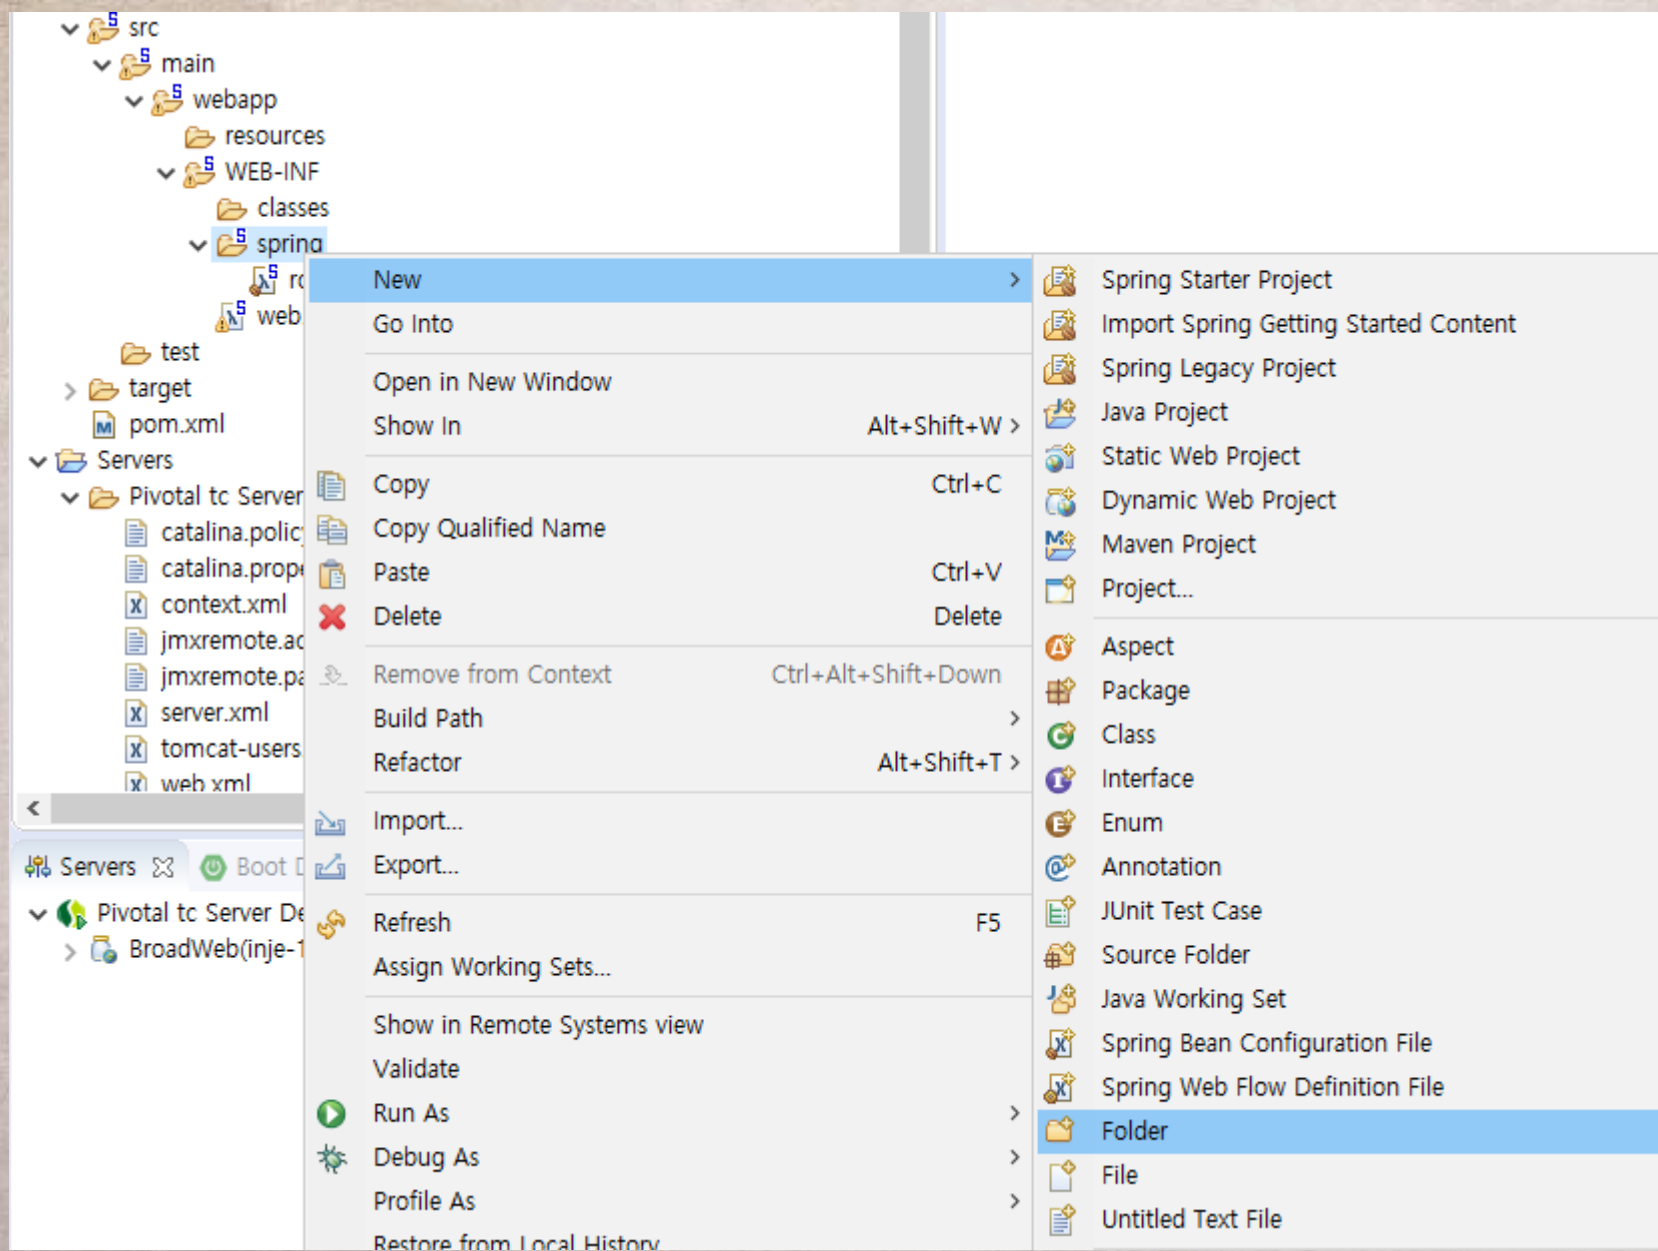 src
main
webapp
resources
WEB-INF
classes
spring
web
test
target
pom.xml
Servers
Pivotal tc Server
catalina.policy
catalina.prope
context.xml
jmxremote.ac
jmxremote.pa
server.xml
tomcat-users.
web.xml
Servers
Boot D
Pivotal tc Server De
BroadWeb(inje-1
New
Go Into
Open in New Window
Show In Alt+Shift+W
Copy Ctrl+C
Copy Qualified Name
Paste Ctrl+V
Delete Delete
Remove from Context Ctrl+Alt+Shift+Down
Build Path
Refactor Alt+Shift+T
Import...
Export...
Refresh F5
Assign Working Sets...
Show in Remote Systems view
Validate
Run As
Debug As
Profile As
Restore from Local History
Spring Starter Project
Import Spring Getting Started Content
Spring Legacy Project
Java Project
Static Web Project
Dynamic Web Project
Maven Project
Project...
Aspect
Package
Class
Interface
Enum
Annotation
JUnit Test Case
Source Folder
Java Working Set
Spring Bean Configuration File
Spring Web Flow Definition File
Folder
File
Untitled Text File